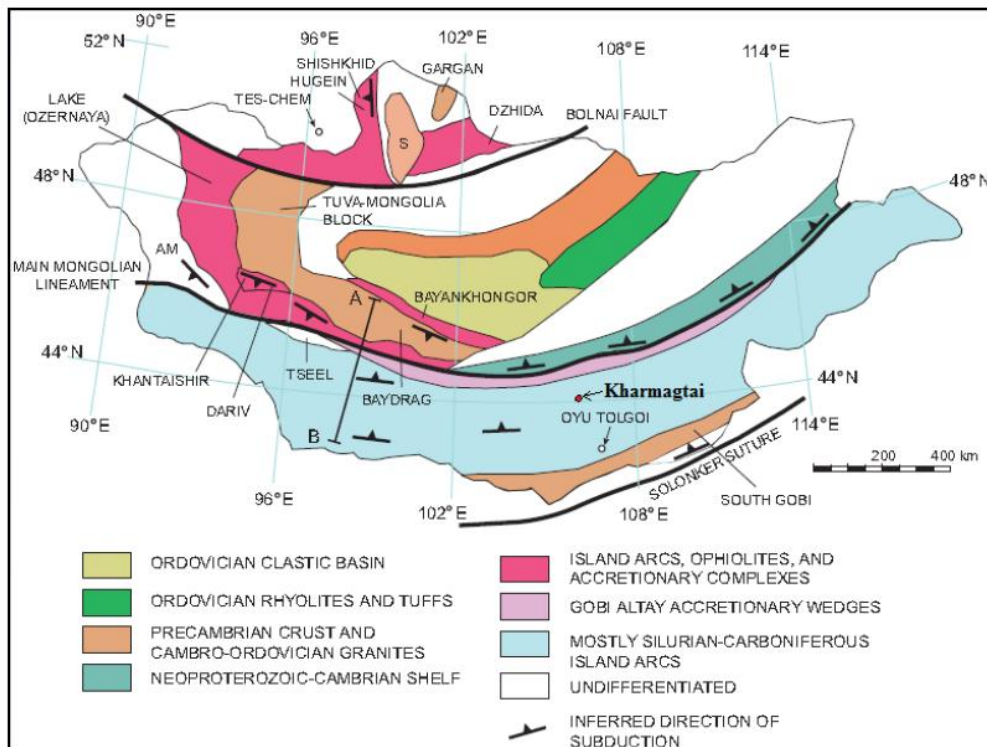 90°E
52°N
96°E
102°E
108°E
114°E
SHISHKHID
HUGEIN
GARGAN
TES-CHEM
DZHIDA
BOLNAI FAULT
LAKE
(OZERNAYA)
S
48°N
48°N
TUVA-MONGOLIA
BLOCK
AM
MAIN MONGOLIAN
LINEAMENT
A
BAYANKHONGOR
44°N
TSEEL
KHANTAISHIR
BAYDRAG
DARIV
Kharmagtai
44°N
OYU TOLGOI
B
90°E
114°E
0 200 400 km
SOLONKER SUTURE
96°E
SOUTH GOBI
102°E
108°E
ORDOVICIAN CLASTIC BASIN
ORDOVICIAN RHYOLITES AND TUFFS
PRECAMBRIAN CRUST AND
CAMBRO-ORDOVICIAN GRANITES
NEOPROTEROZOIC-CAMBRIAN SHELF
ISLAND ARCS, OPHIOLITES, AND
ACCRETIONARY COMPLEXES
GOBI ALTAY ACCRETIONARY WEDGES
MOSTLY SILURIAN-CARBONIFEROUS
ISLAND ARCS
UNDIFFERENTIATED
INFERRED DIRECTION OF
SUBDUCTION